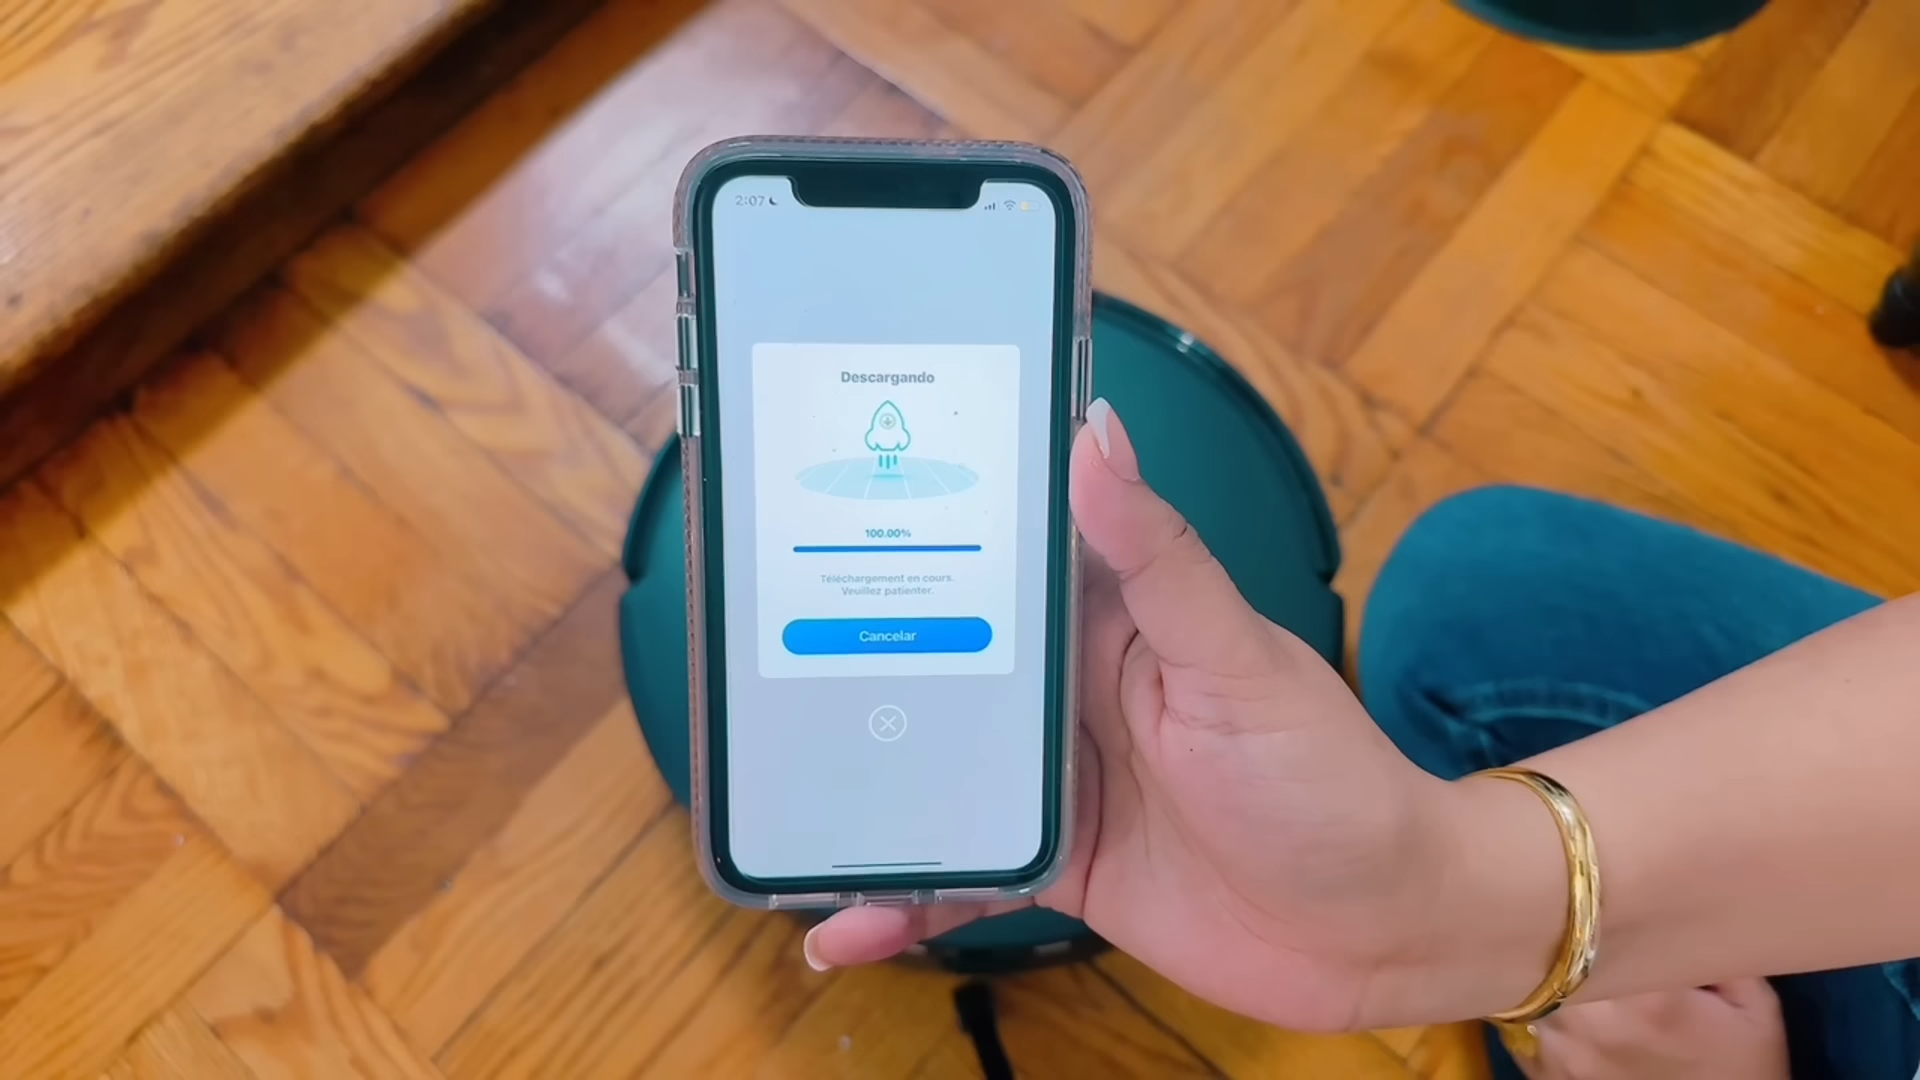 2:07
Descargando
100.00%
Téléchargement en cours.
Veuillez patienter.
Cancelar